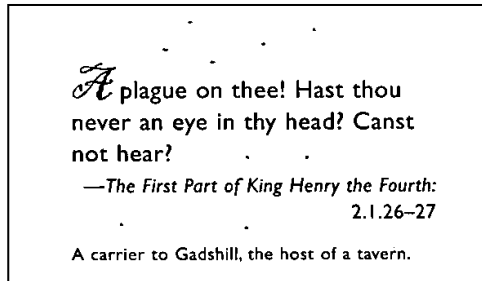 A plague on thee! Hast thou
never an eye in thy head? Canst
not hear?
—The First Part of King Henry the Fourth:
2.1.26–27
A carrier to Gadshill, the host of a tavern.